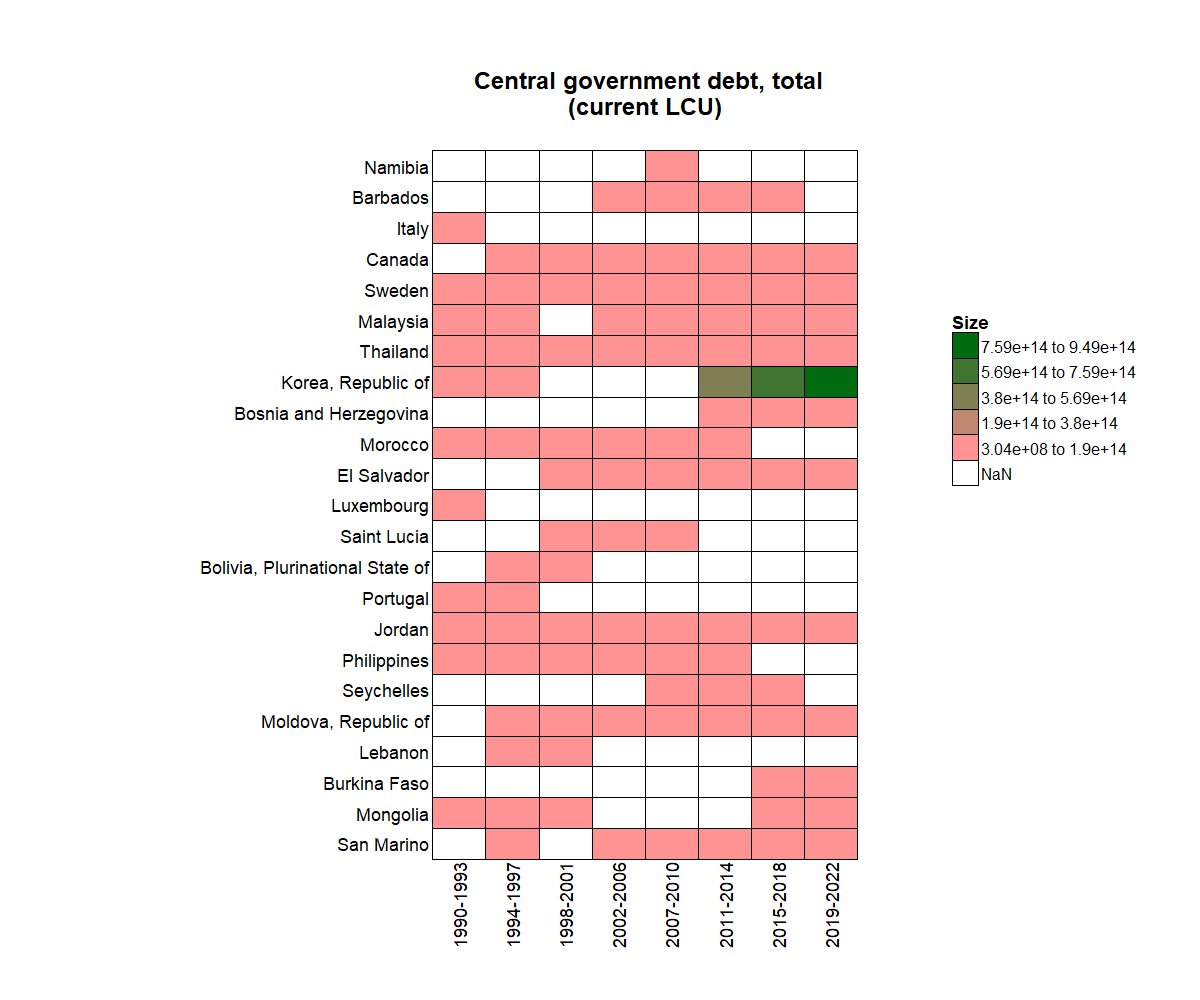 Central government debt, total
(current LCU)
Namibia
Barbados
Italy
Canada
Sweden
Malaysia
Thailand
Korea, Republic of
Bosnia and Herzegovina
Morocco
El Salvador
Luxembourg
Saint Lucia
Bolivia, Plurinational State of
Portugal
Jordan
Philippines
Seychelles
Moldova, Republic of
Lebanon
Burkina Faso
Mongolia
San Marino
1990-1993
1994-1997
1998-2001
2002-2006
2007-2010
2011-2014
2015-2018
2019-2022
Size
7.59e+14 to 9.49e+14
5.69e+14 to 7.59e+14
3.8e+14 to 5.69e+14
1.9e+14 to 3.8e+14
3.04e+08 to 1.9e+14
NaN